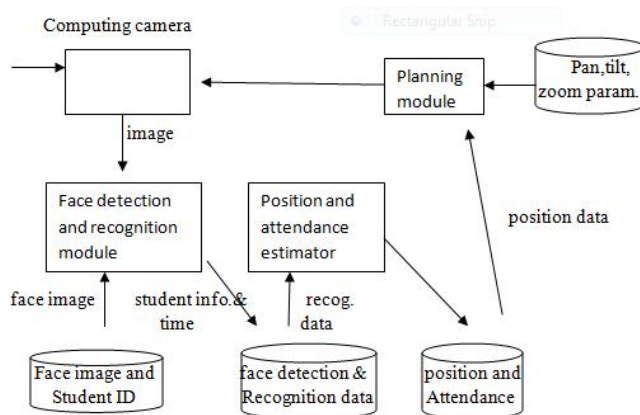 Computing camera
Rectangular Snip
Planning
module
Pan,tilt,
zoom param.
image
Face detection
and recognition
module
Position and
attendance
estimator
position data
face image
student info.&
time
recog.
data
Face image and
Student ID
face detection &
Recognition data
position and
Attendance